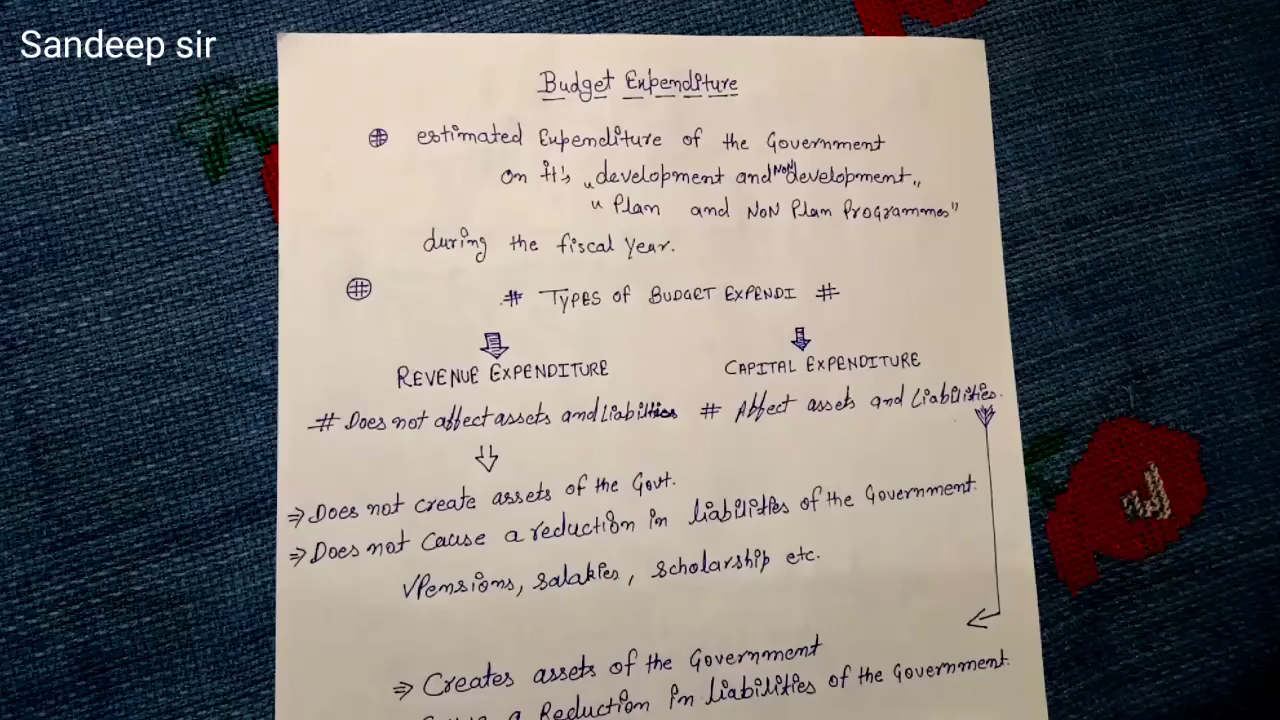 Sandeep sir
Budget Expenditure
estimated Expenditure of the Government
on it's „development and Non development„
" Plan and NoN Plan Programmes"
during the fiscal year.
# TYPES OF BUDGET EXPENDI #
REVENUE EXPENDITURE
CAPITAL EXPENDITURE
# Does not affect assets and Liabilties
# Affect assets and Liabilities.
⇒ Does not create assets of the Govt.
⇒ Does not cause a reduction in liabilities of the Government.
√Pensions, salaries, scholarship etc.
⇒ Creates assets of the Government
a Reduction in liabilities of the Government.